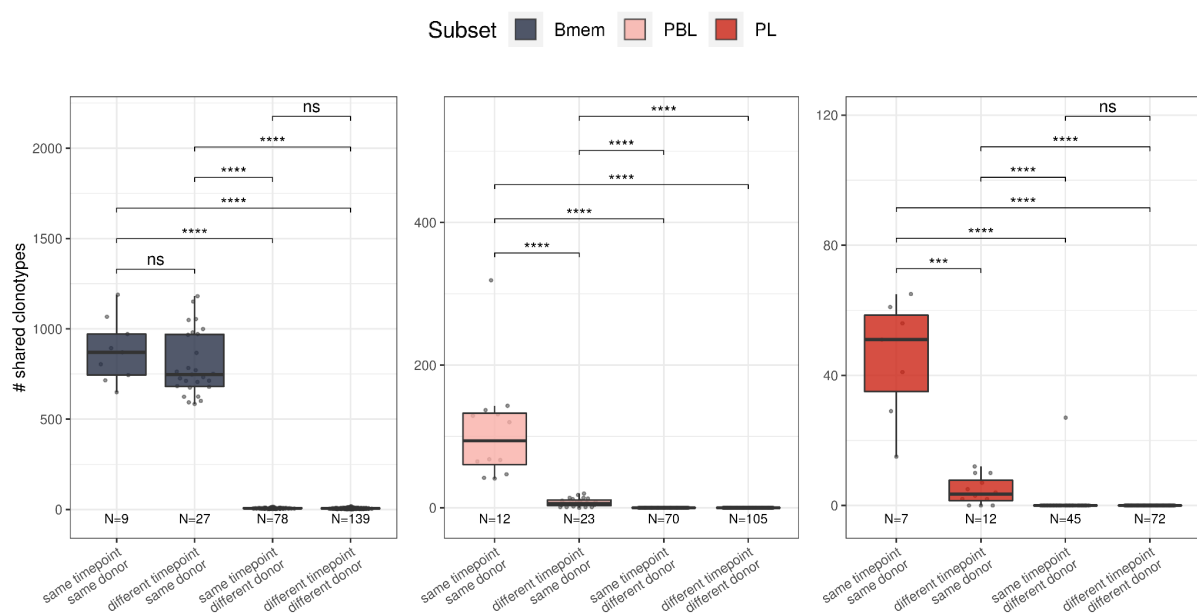 Subset Bmem PBL PL
# shared clonotypes
2000
1500
1000
500
0
ns
****
****
****
****
ns
N=9 N=27 N=78 N=139
same timepoint
same donor
different timepoint
same donor
same timepoint
different donor
different timepoint
different donor
400
200
0
****
****
****
****
****
N=12 N=23 N=70 N=105
same timepoint
same donor
different timepoint
same donor
same timepoint
different donor
different timepoint
different donor
120
80
40
0
ns
****
****
****
****
***
N=7 N=12 N=45 N=72
same timepoint
same donor
different timepoint
same donor
same timepoint
different donor
different timepoint
different donor